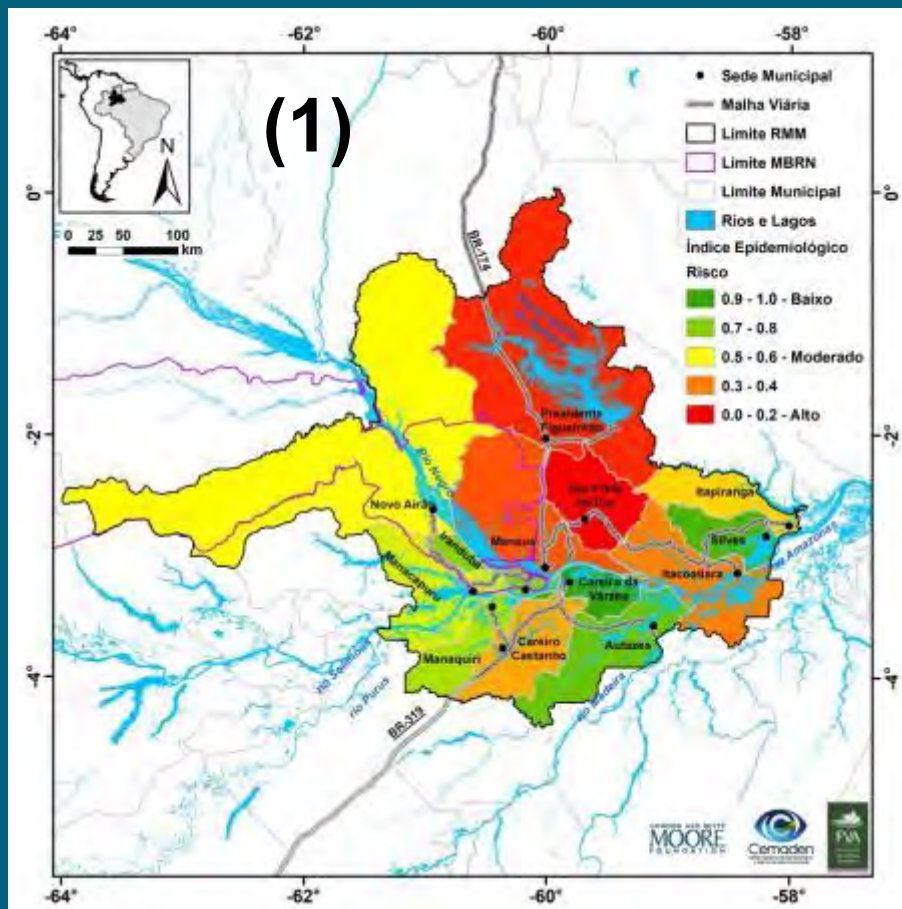 -64° -62° -60° -58°
(1)
N
0 25 50 100
km
Sede Municipal
Malha Viária
Limite RMM
Limite MBRN
Limite Municipal
Rios e Lagos
Índice Epidemiológico
Risco
0.9 - 1.0 - Baixo
0.7 - 0.8
0.5 - 0.6 - Moderado
0.3 - 0.4
0.0 - 0.2 - Alto
0° 0°
BR-174
-2° -2°
Presidente
Figueiredo
Rio Negro
Novo Airão
Itapiranga
Silves
Manaus
Iranduba
Manacapuru
Itacoatiara
Careiro da
Várzea
Careiro
Castanho
Autazes
Manaquiri
rio Purus
rio Madeira
-4° -4°
BR-319
GORDON AND BETTY
MOORE
FOUNDATION
Cemaden
FVA
-64° -62° -60° -58°